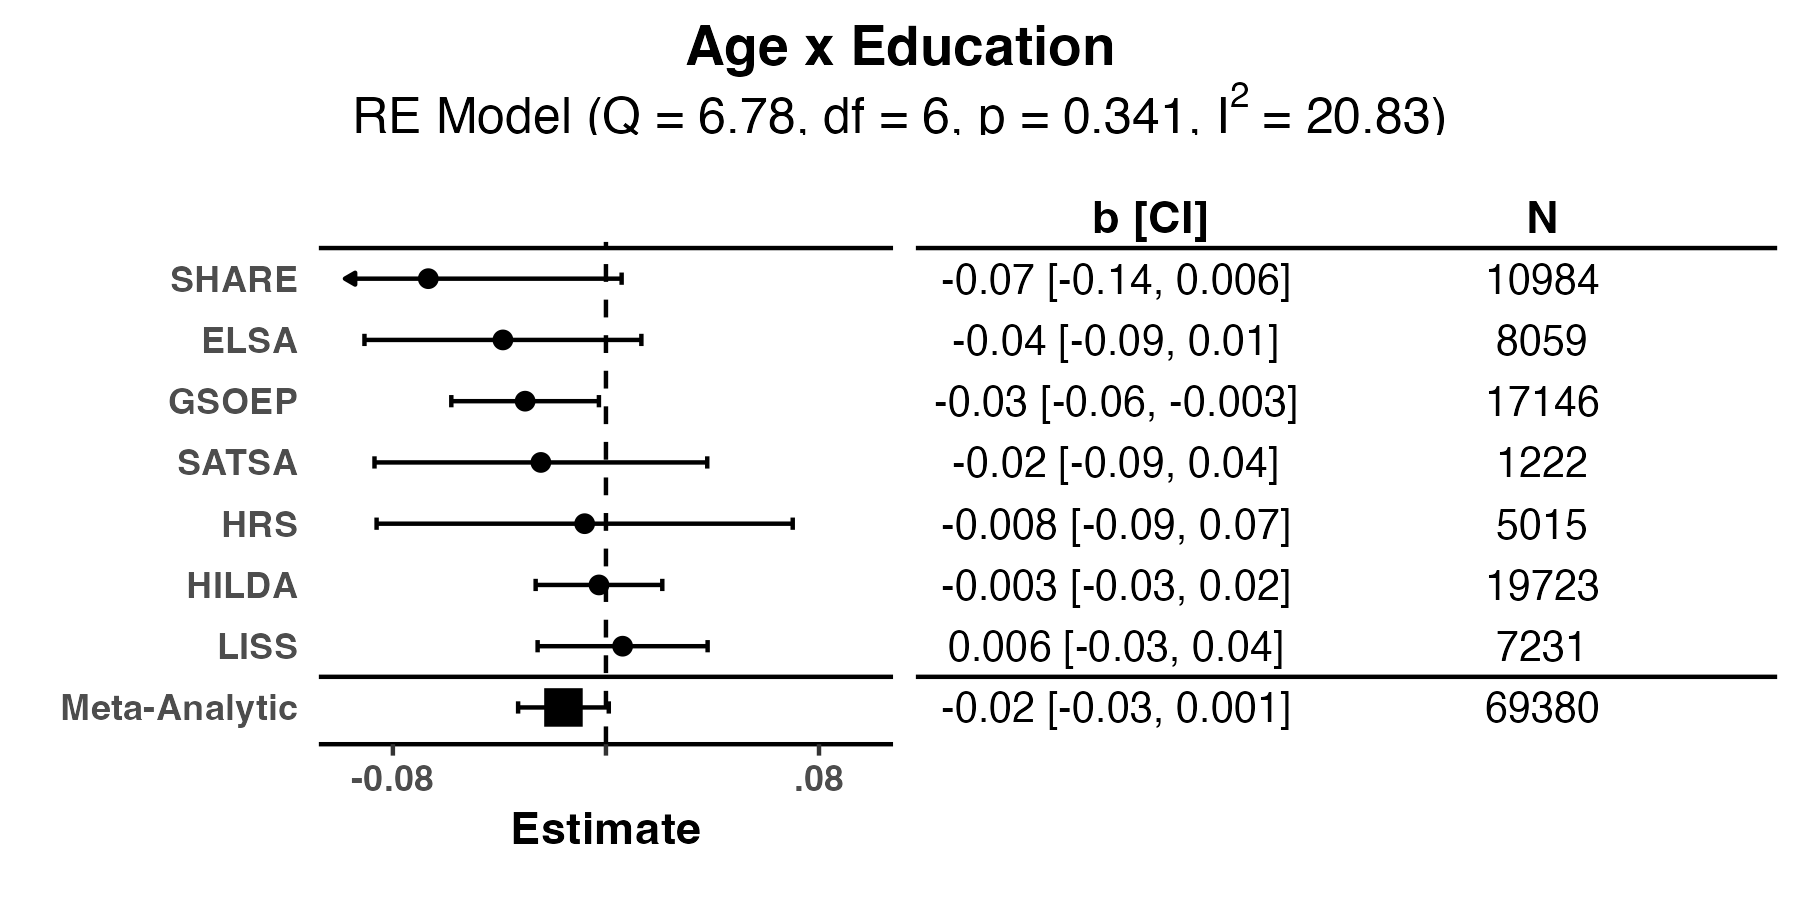 Age x Education
RE Model (Q = 6.78, df = 6, p = 0.341, I² = 20.83)
b [CI] N
SHARE -0.07 [-0.14, 0.006] 10984
ELSA -0.04 [-0.09, 0.01] 8059
GSOEP -0.03 [-0.06, -0.003] 17146
SATSA -0.02 [-0.09, 0.04] 1222
HRS -0.008 [-0.09, 0.07] 5015
HILDA -0.003 [-0.03, 0.02] 19723
LISS 0.006 [-0.03, 0.04] 7231
Meta-Analytic -0.02 [-0.03, 0.001] 69380
-0.08 .08
Estimate